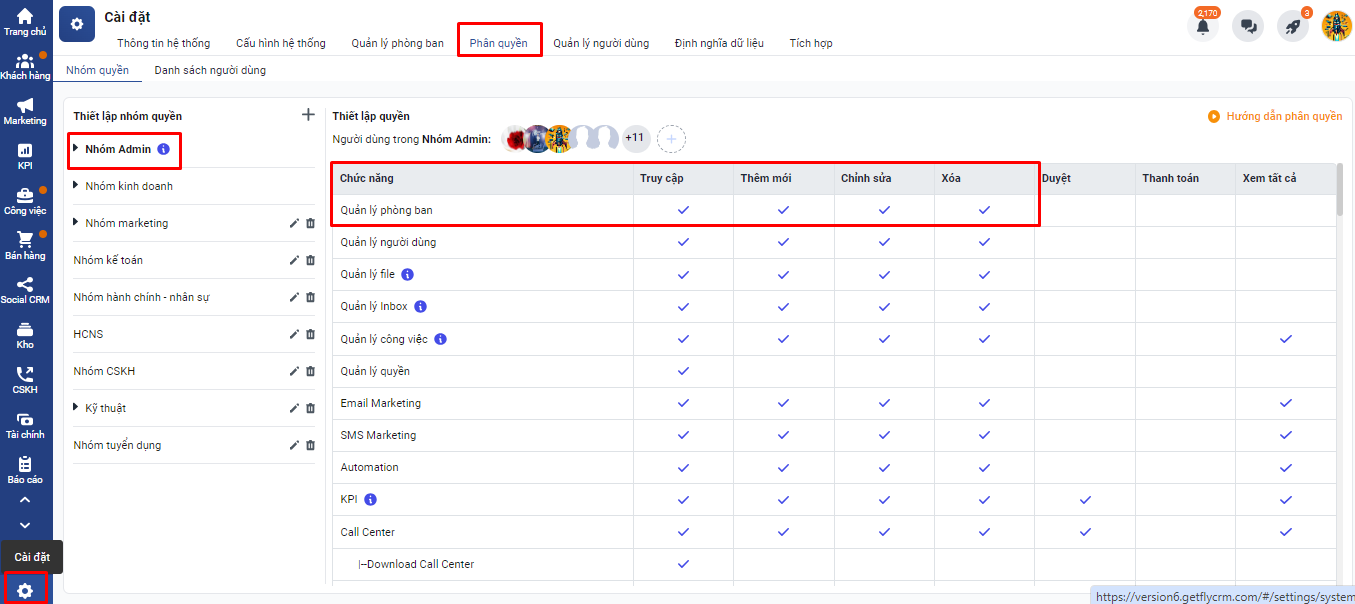 Cài đặt
2,170
3
Thông tin hệ thống Cấu hình hệ thống Quản lý phòng ban Phân quyền Quản lý người dùng Định nghĩa dữ liệu Tích hợp
Nhóm quyền Danh sách người dùng
Trang chủ
Khách hàng
Marketing
KPI
Công việc
Bán hàng
Social CRM
Kho
CSKH
Tài chính
Báo cáo
Cài đặt
Thiết lập nhóm quyền
Nhóm Admin
Nhóm kinh doanh
Nhóm marketing
Nhóm kế toán
Nhóm hành chính - nhân sự
HCNS
Nhóm CSKH
Kỹ thuật
Nhóm tuyển dụng
Thiết lập quyền
Hướng dẫn phân quyền
Người dùng trong Nhóm Admin: +11
Chức năng Truy cập Thêm mới Chỉnh sửa Xóa Duyệt Thanh toán Xem tất cả
Quản lý phòng ban
Quản lý người dùng
Quản lý file
Quản lý Inbox
Quản lý công việc
Quản lý quyền
Email Marketing
SMS Marketing
Automation
KPI
Call Center
|--Download Call Center
https://version6.getflycrm.com/#/settings/system